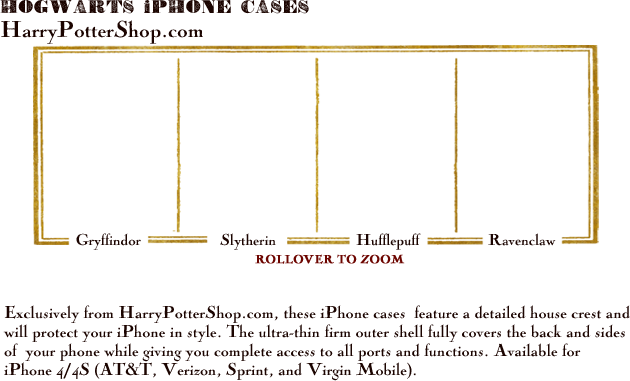 HOGWARTS iPHONE CASES
HarryPotterShop.com
Gryffindor Slytherin Hufflepuff Ravenclaw
ROLLOVER TO ZOOM
Exclusively from HarryPotterShop.com, these iPhone cases feature a detailed house crest and
will protect your iPhone in style. The ultra-thin firm outer shell fully covers the back and sides
of your phone while giving you complete access to all ports and functions. Available for
iPhone 4/4S (AT&T, Verizon, Sprint, and Virgin Mobile).